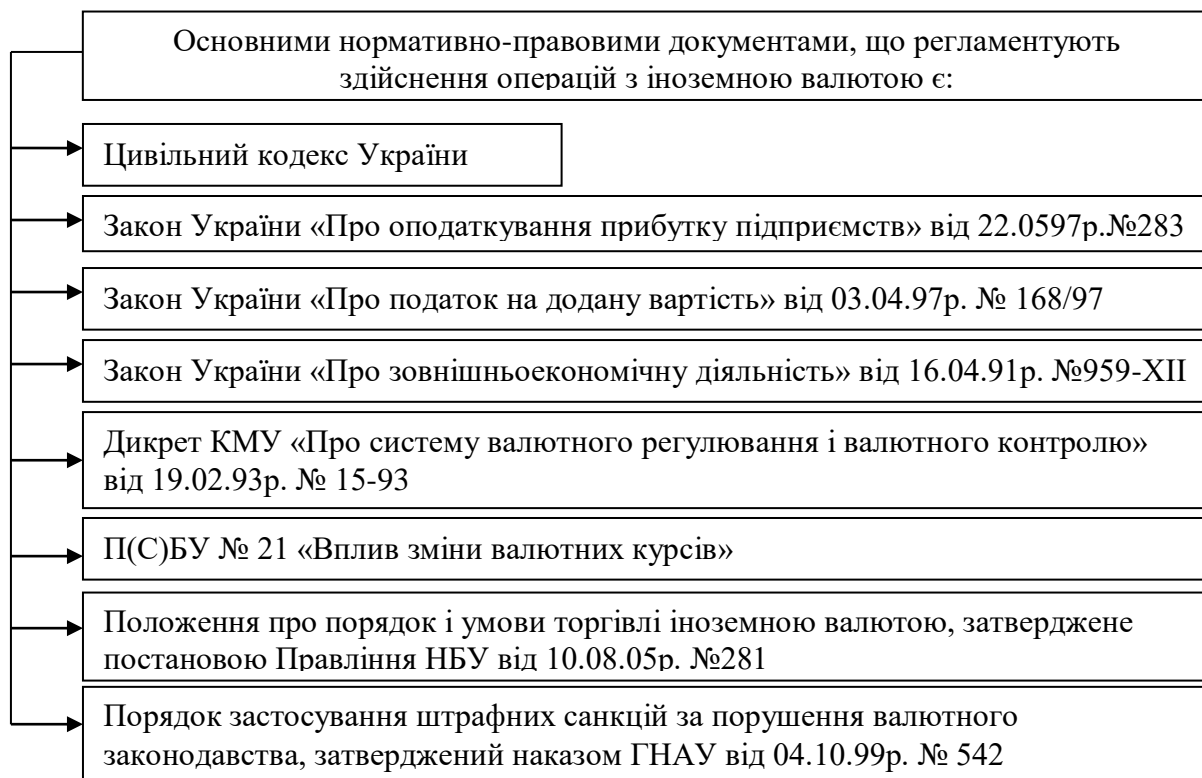 Основними нормативно-правовими документами, що регламентують
здійснення операцій з іноземною валютою є:
Цивільний кодекс України
Закон України «Про оподаткування прибутку підприємств» від 22.0597р.№283
Закон України «Про податок на додану вартість» від 03.04.97р. № 168/97
Закон України «Про зовнішньоекономічну діяльність» від 16.04.91р. №959-XII
Дикрет КМУ «Про систему валютного регулювання і валютного контролю»
від 19.02.93р. № 15-93
П(С)БУ № 21 «Вплив зміни валютних курсів»
Положення про порядок і умови торгівлі іноземною валютою, затверджене
постановою Правління НБУ від 10.08.05р. №281
Порядок застосування штрафних санкцій за порушення валютного
законодавства, затверджений наказом ГНАУ від 04.10.99р. № 542